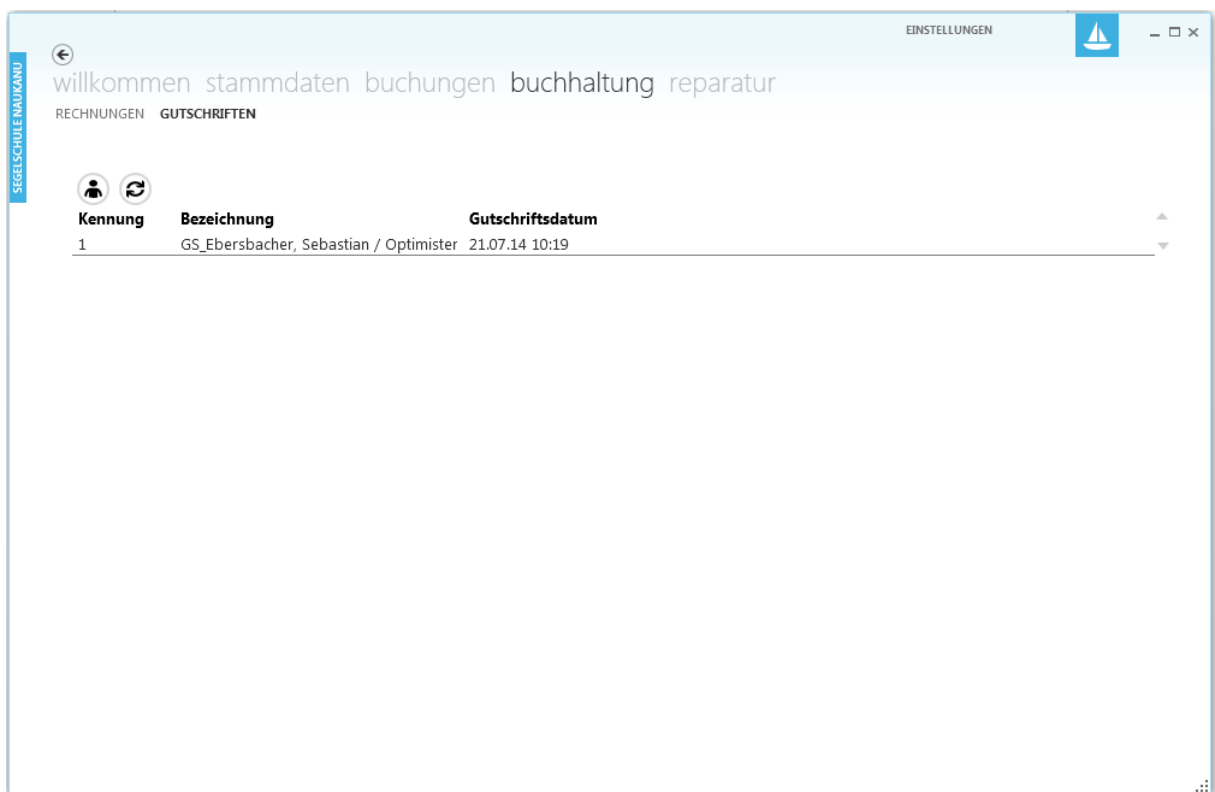 EINSTELLUNGEN
SEGELSCHULE NAUKANU
willkommen stammdaten buchungen buchhaltung reparatur
RECHNUNGEN GUTSCHRIFTEN
Kennung Bezeichnung Gutschriftsdatum
1 GS_Ebersbacher, Sebastian / Optimister 21.07.14 10:19